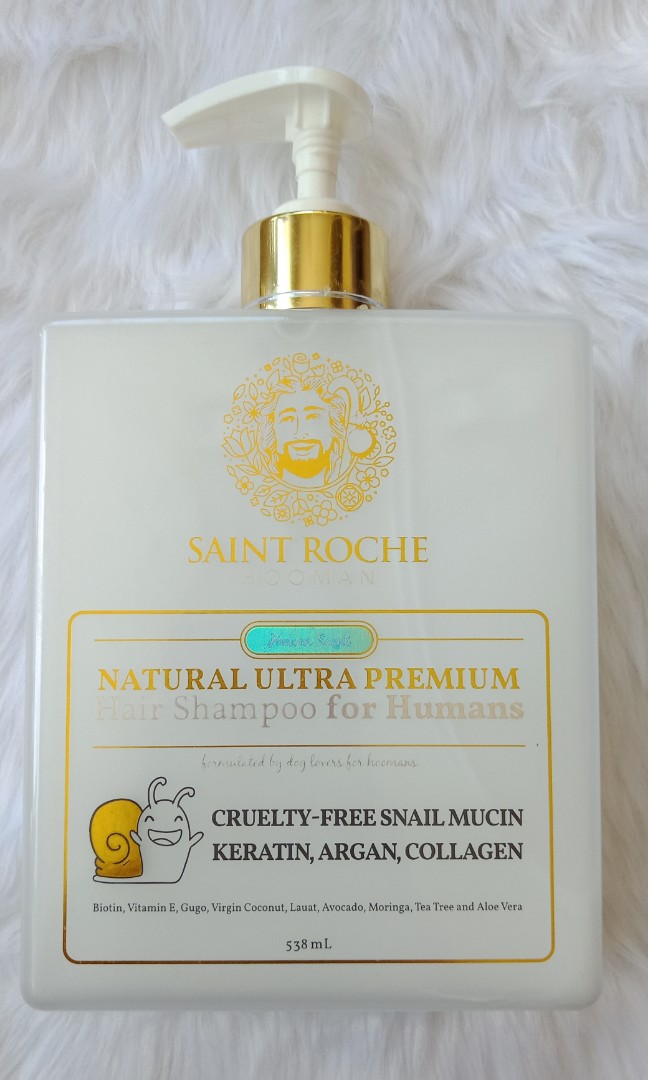 SAINT ROCHE
HOOMAN
NATURAL ULTRA PREMIUM
Hair Shampoo for Humans
formulated by dog lovers for hoomans
CRUELTY-FREE SNAIL MUCIN
KERATIN, ARGAN, COLLAGEN
Biotin, Vitamin E, Gugo, Virgin Coconut, Lauat, Avocado, Moringa, Tea Tree and Aloe Vera
538 mL